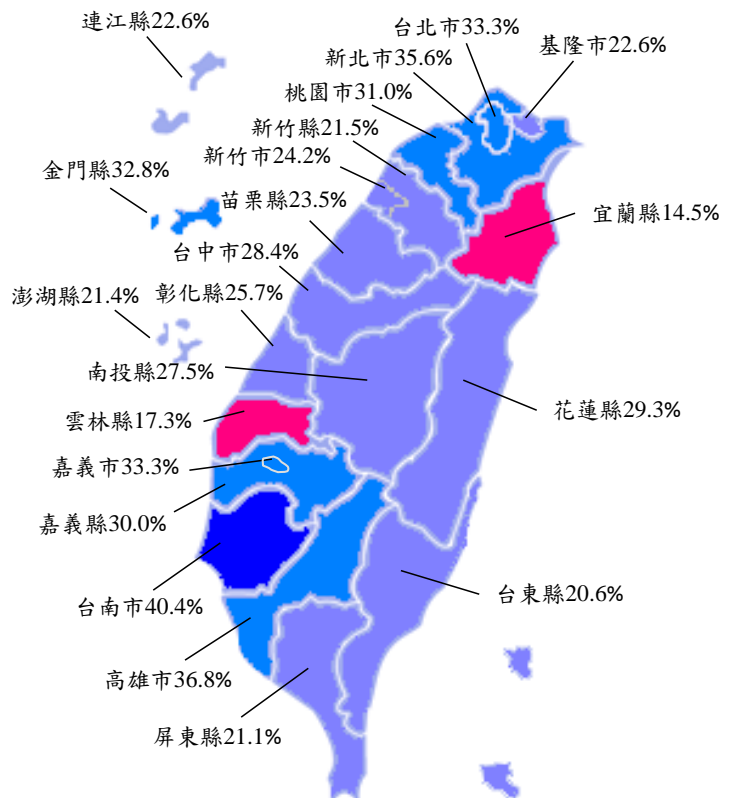 連江縣22.6%
台北市33.3%
基隆市22.6%
新北市35.6%
桃園市31.0%
新竹縣21.5%
新竹市24.2%
金門縣32.8%
苗栗縣23.5%
宜蘭縣14.5%
台中市28.4%
澎湖縣21.4%
彰化縣25.7%
南投縣27.5%
花蓮縣29.3%
雲林縣17.3%
嘉義市33.3%
嘉義縣30.0%
台南市40.4%
台東縣20.6%
高雄市36.8%
屏東縣21.1%